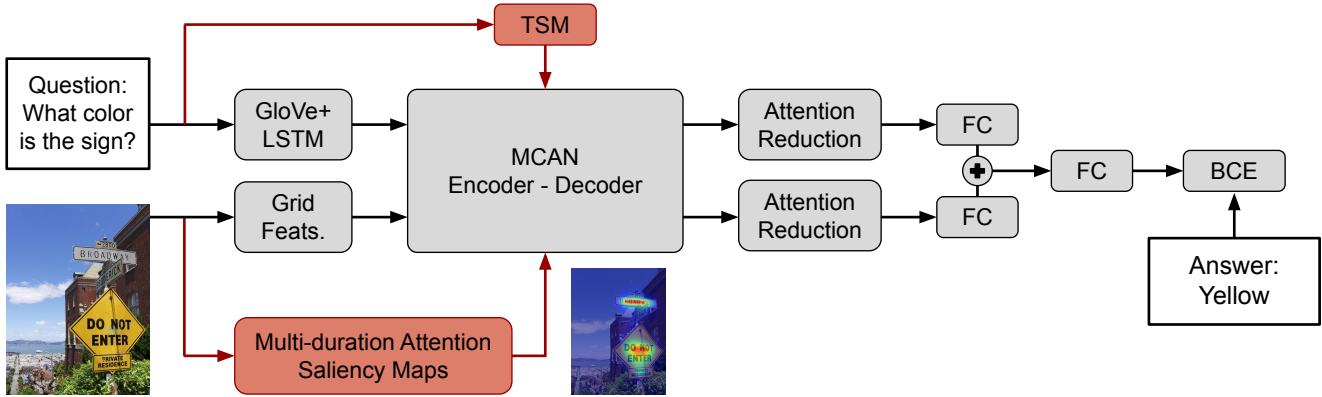 TSM
Question:
What color
is the sign?
GloVe+
LSTM
MCAN
Encoder - Decoder
Attention
Reduction
FC
Grid
Feats.
Attention
Reduction
FC
FC
BCE
Answer:
Yellow
Multi-duration Attention
Saliency Maps
BROADWAY
DO NOT
ENTER
PRIVATE
RESIDENCE
DO NOT
ENTER